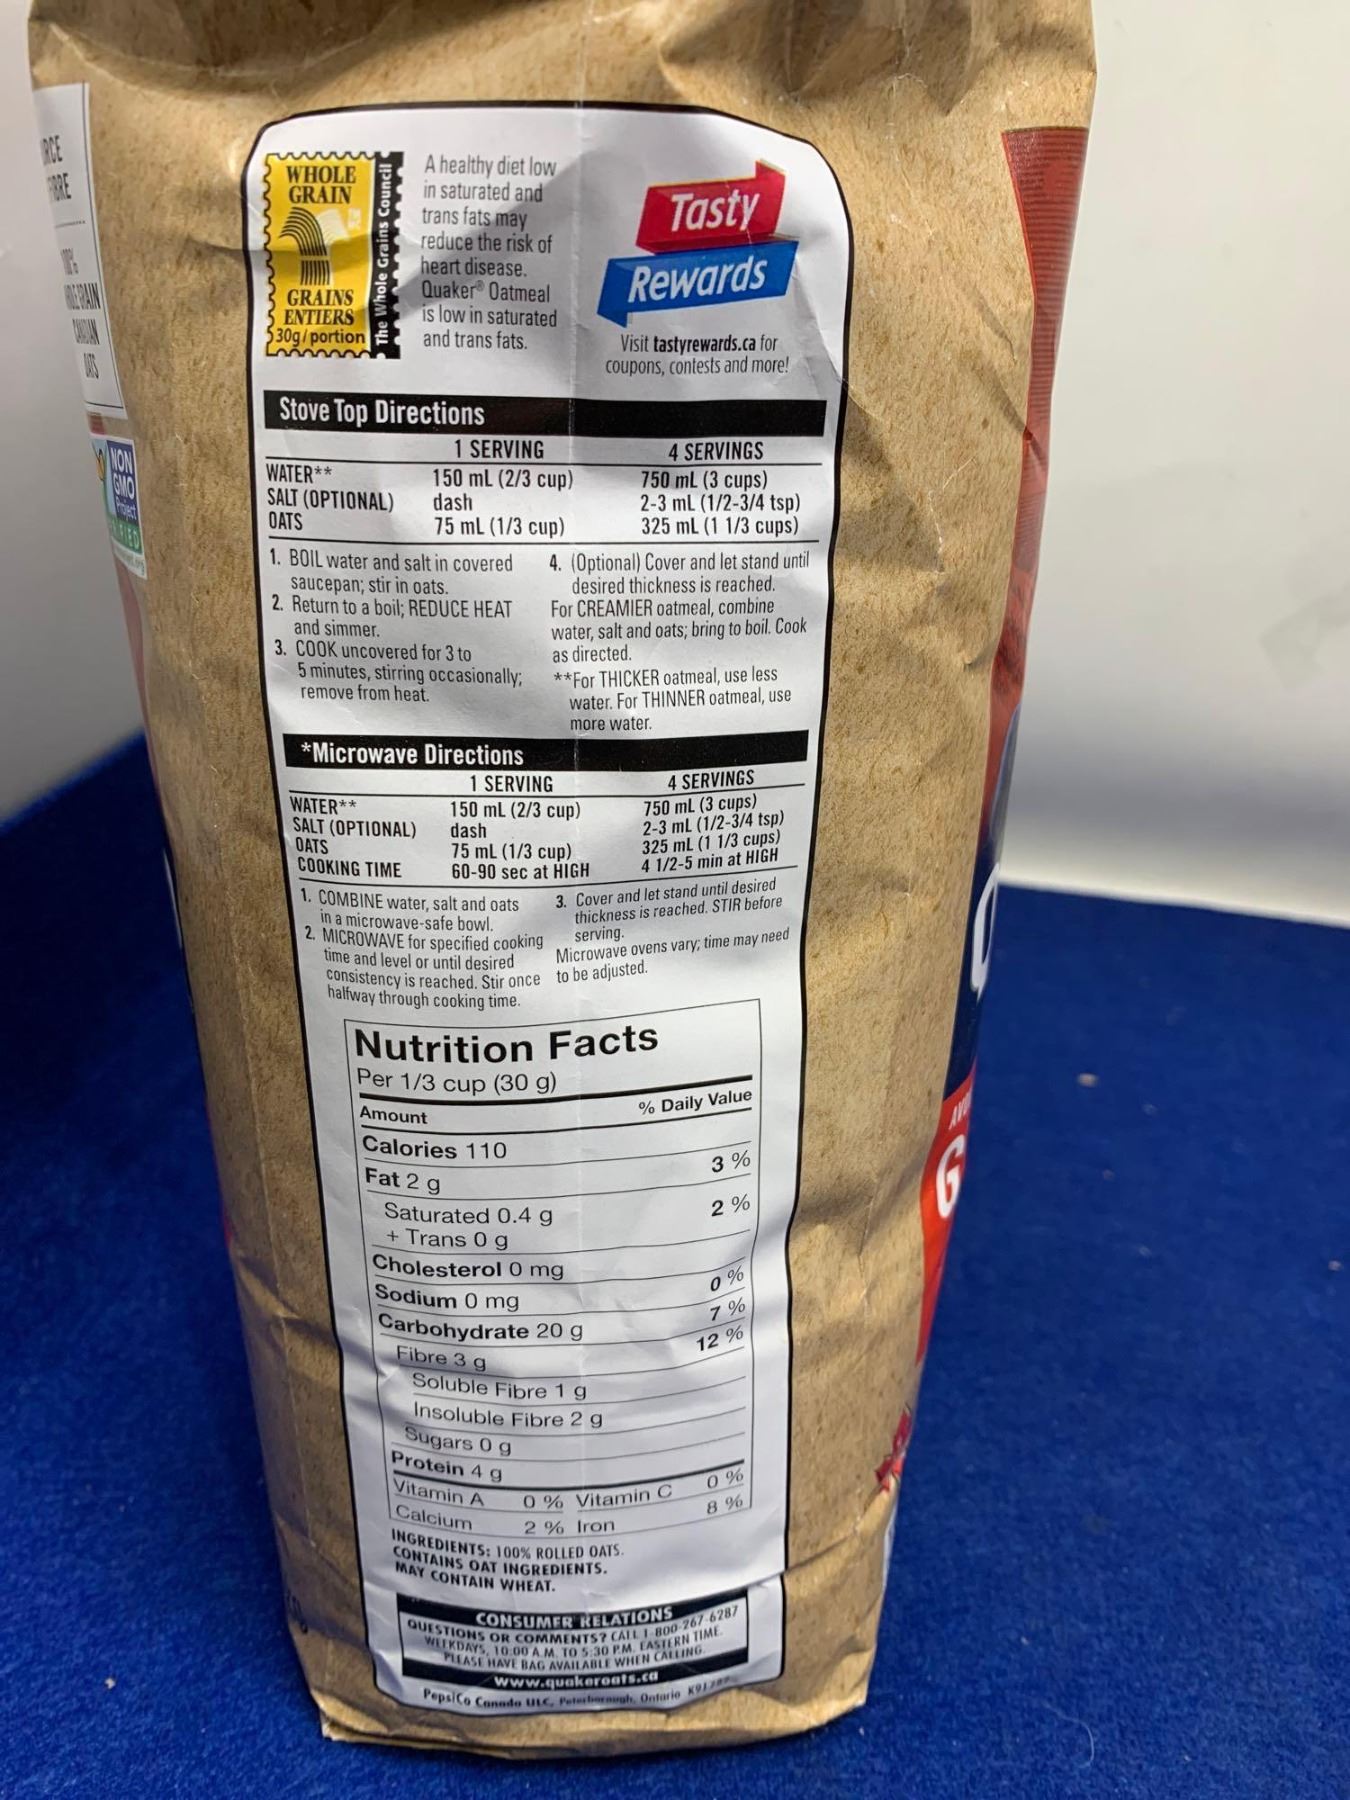 RCE
100%
CANADIAN
OATS
NON
GMO
Project
WHOLE
GRAIN
GRAINS
ENTIERS
30g/portion
The Whole Grains Council
A healthy diet low
in saturated and
trans fats may
reduce the risk of
heart disease.
Quaker® Oatmeal
is low in saturated
and trans fats.
Tasty
Rewards
Visit tastyrewards.ca for
coupons, contests and more!
Stove Top Directions
1 SERVING 4 SERVINGS
WATER** 150 mL (2/3 cup) 750 mL (3 cups)
SALT (OPTIONAL) dash 2-3 mL (1/2-3/4 tsp)
OATS 75 mL (1/3 cup) 325 mL (1 1/3 cups)
1. BOIL water and salt in covered
saucepan; stir in oats.
2. Return to a boil; REDUCE HEAT
and simmer.
3. COOK uncovered for 3 to
5 minutes, stirring occasionally;
remove from heat.
4. (Optional) Cover and let stand until
desired thickness is reached.
For CREAMIER oatmeal, combine
water, salt and oats; bring to boil. Cook
as directed.
**For THICKER oatmeal, use less
water. For THINNER oatmeal, use
more water.
*Microwave Directions
1 SERVING 4 SERVINGS
WATER** 150 mL (2/3 cup) 750 mL (3 cups)
SALT (OPTIONAL) dash 2-3 mL (1/2-3/4 tsp)
OATS 75 mL (1/3 cup) 325 mL (1 1/3 cups)
COOKING TIME 60-90 sec at HIGH 4 1/2-5 min at HIGH
1. COMBINE water, salt and oats
in a microwave-safe bowl.
2. MICROWAVE for specified cooking
time and level or until desired
consistency is reached. Stir once
halfway through cooking time.
3. Cover and let stand until desired
thickness is reached. STIR before
serving.
Microwave ovens vary; time may need
to be adjusted.
Nutrition Facts
Per 1/3 cup (30 g)
Amount % Daily Value
Calories 110
Fat 2 g 3 %
Saturated 0.4 g 2 %
+ Trans 0 g
Cholesterol 0 mg
Sodium 0 mg 0 %
Carbohydrate 20 g 7 %
Fibre 3 g 12 %
Soluble Fibre 1 g
Insoluble Fibre 2 g
Sugars 0 g
Protein 4 g
Vitamin A 0 % Vitamin C 0 %
Calcium 2 % Iron 8 %
INGREDIENTS: 100% ROLLED OATS.
CONTAINS OAT INGREDIENTS.
MAY CONTAIN WHEAT.
CONSUMER RELATIONS
QUESTIONS OR COMMENTS? CALL 1-800-267-6287
WEEKDAYS, 10:00 A.M. TO 5:30 P.M. EASTERN TIME.
PLEASE HAVE BAG AVAILABLE WHEN CALLING.
www.quakeroats.ca
PepsiCo Canada ULC, Peterborough, Ontario